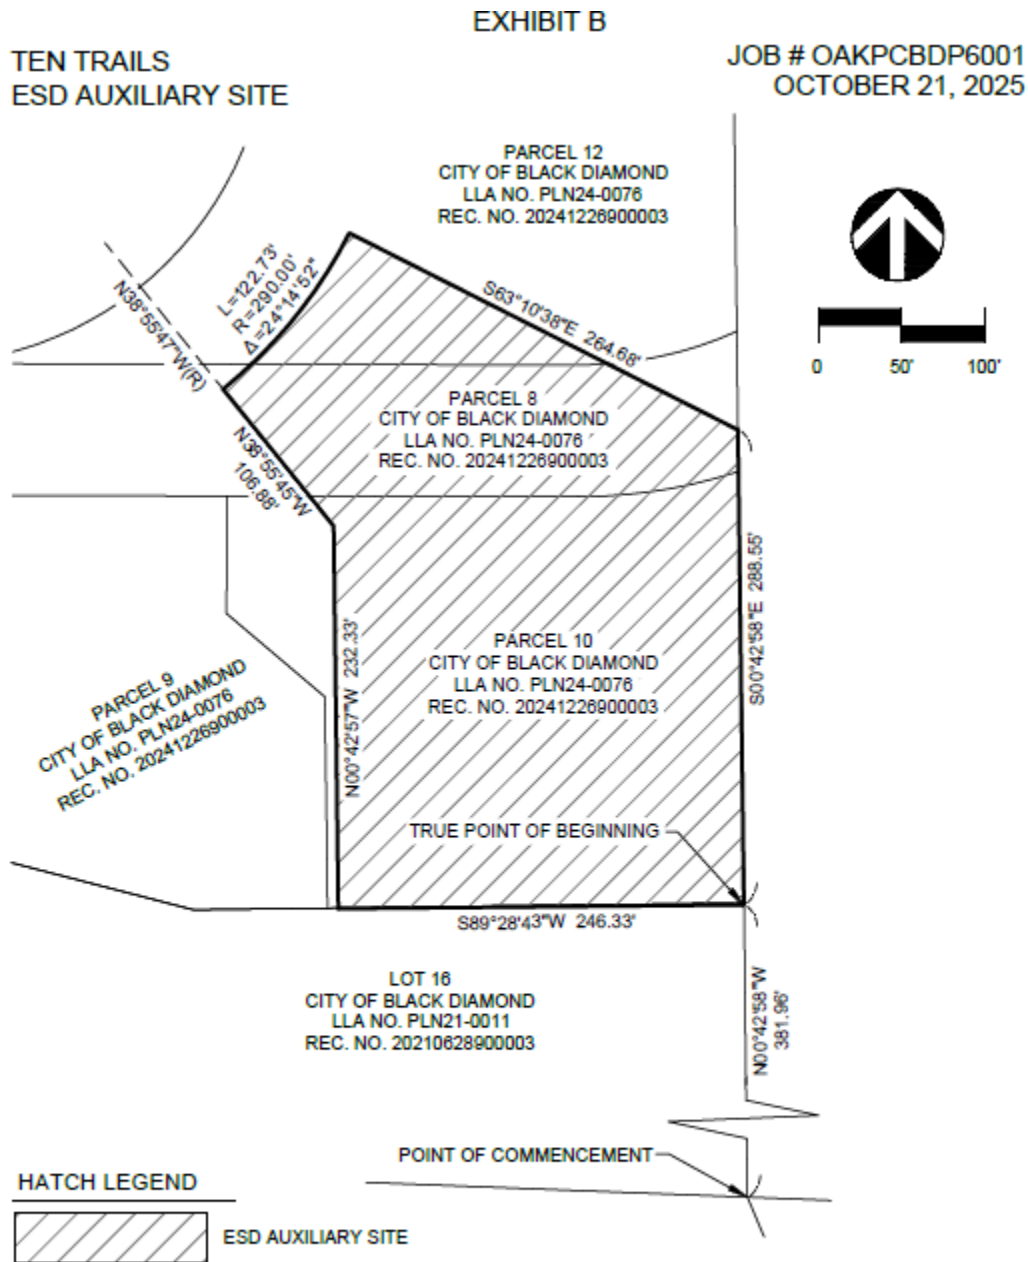 EXHIBIT B
TEN TRAILS
ESD AUXILIARY SITE
JOB # OAKPCBDP6001
OCTOBER 21, 2025
PARCEL 12
CITY OF BLACK DIAMOND
LLA NO. PLN24-0076
REC. NO. 20241226900003
L=122.73'
R=290.00'
Δ=24°14'52"
N38°55'47"W(R)
S63°10'38"E 264.68'
0 50' 100'
PARCEL 8
CITY OF BLACK DIAMOND
LLA NO. PLN24-0076
REC. NO. 20241226900003
N38°55'45"W
106.88'
S00°42'58"E 288.55'
PARCEL 10
CITY OF BLACK DIAMOND
LLA NO. PLN24-0076
REC. NO. 20241226900003
N00°42'57"W 232.33'
PARCEL 9
CITY OF BLACK DIAMOND
LLA NO. PLN24-0076
REC. NO. 20241226900003
TRUE POINT OF BEGINNING
S89°28'43"W 246.33'
LOT 16
CITY OF BLACK DIAMOND
LLA NO. PLN21-0011
REC. NO. 20210628900003
N00°42'58"W
381.96'
POINT OF COMMENCEMENT
HATCH LEGEND
ESD AUXILIARY SITE